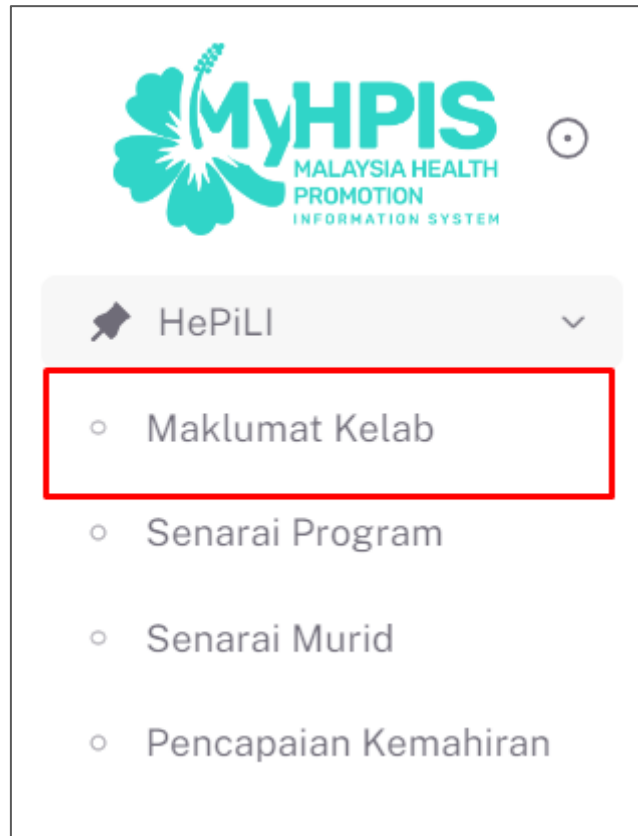 MyHPIS
MALAYSIA HEALTH
PROMOTION
INFORMATION SYSTEM
HePiLI
Maklumat Kelab
Senarai Program
Senarai Murid
Pencapaian Kemahiran